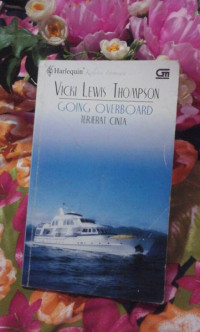 Harlequin
GM
VICKI LEWIS THOMPSON
GOING OVERBOARD
TERJERAT CINTA